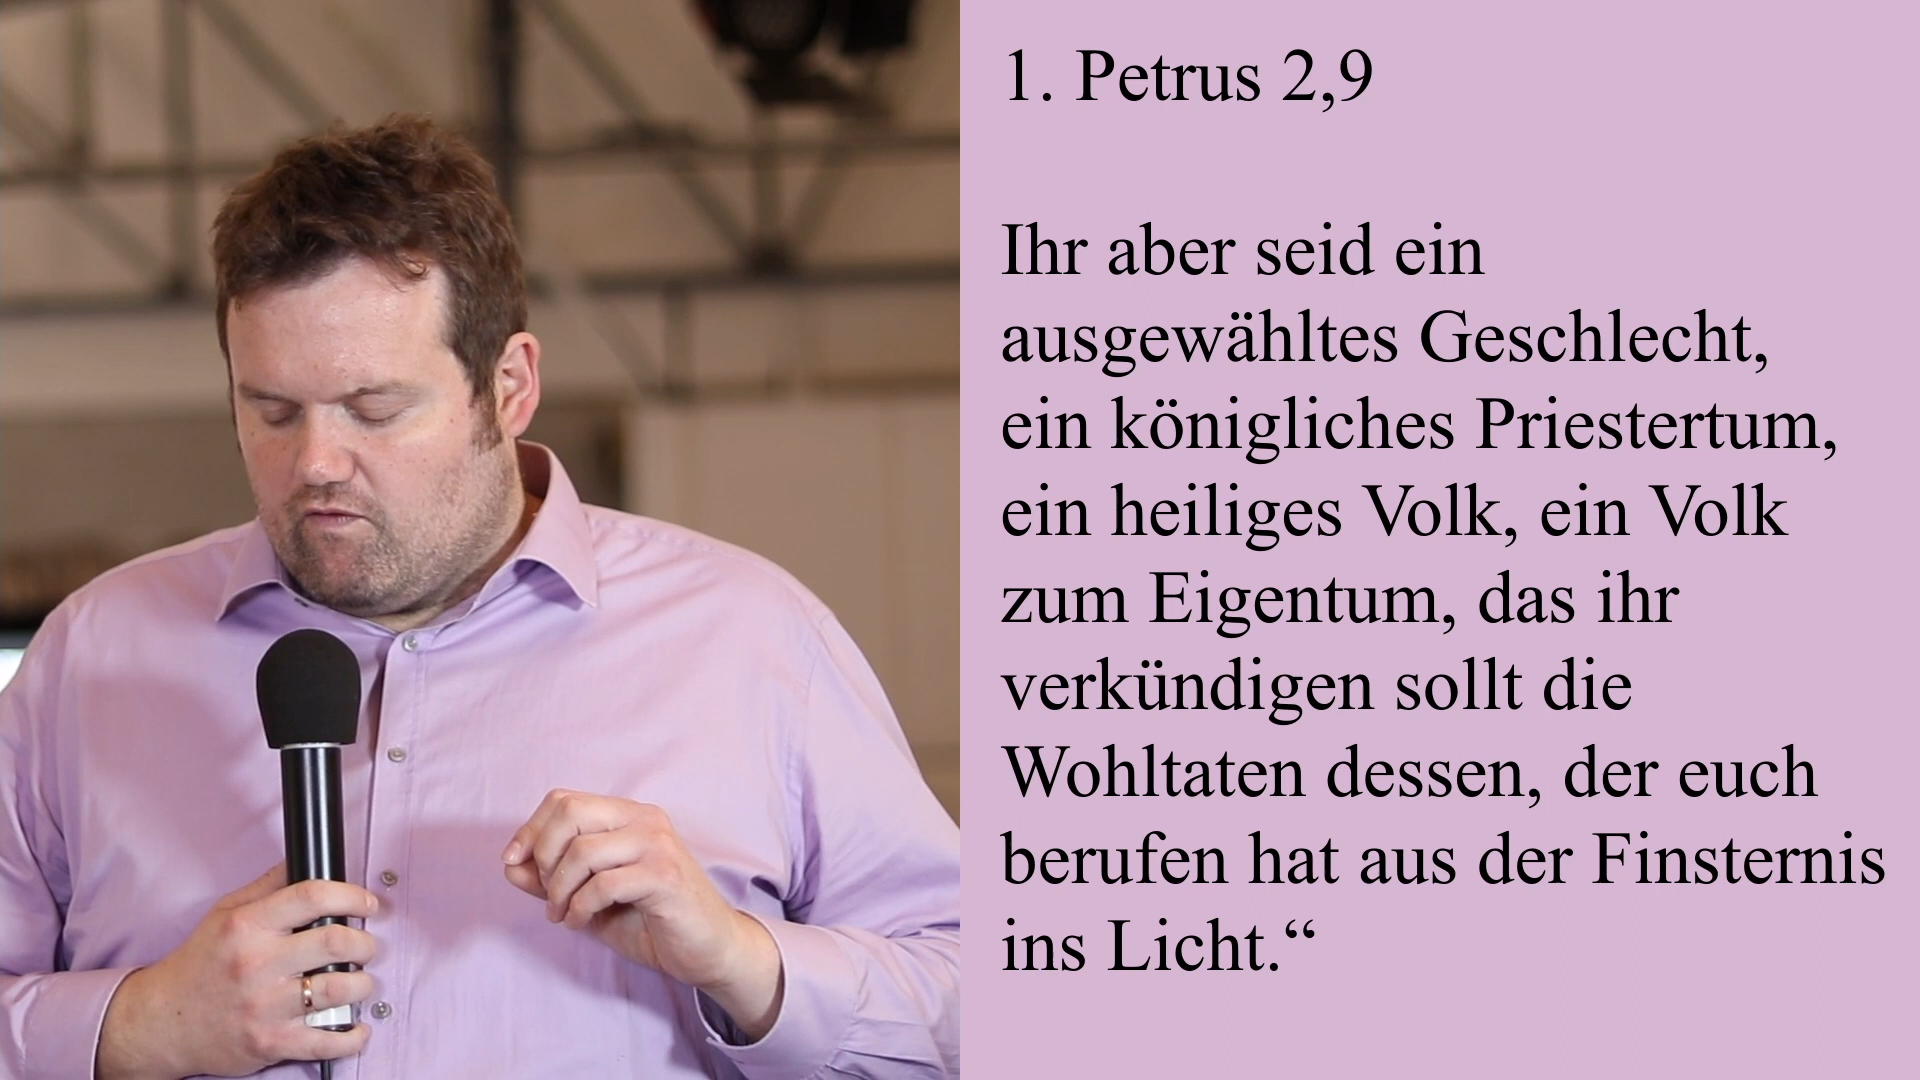 1. Petrus 2,9
Ihr aber seid ein
ausgewähltes Geschlecht,
ein königliches Priestertum,
ein heiliges Volk, ein Volk
zum Eigentum, das ihr
verkündigen sollt die
Wohltaten dessen, der euch
berufen hat aus der Finsternis
ins Licht.“